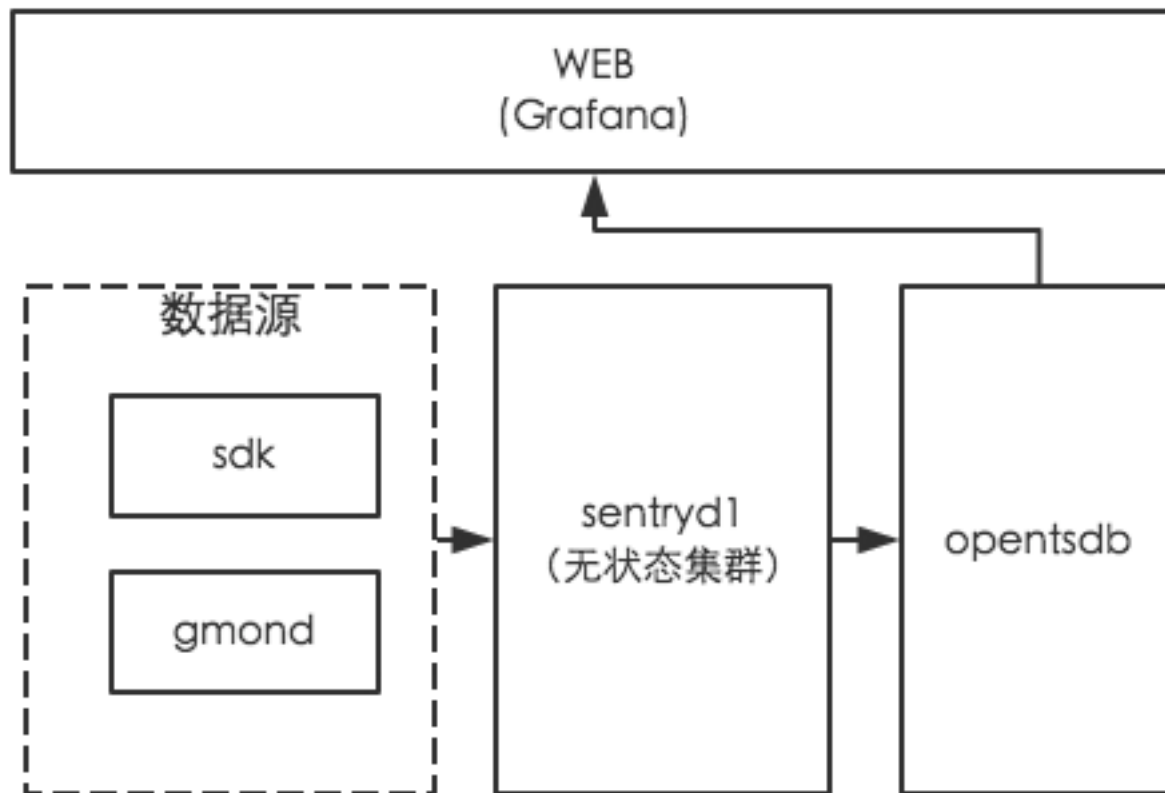 WEB
(Grafana)
数据源
sdk
gmond
sentryd1
（无状态集群）
opentsdb